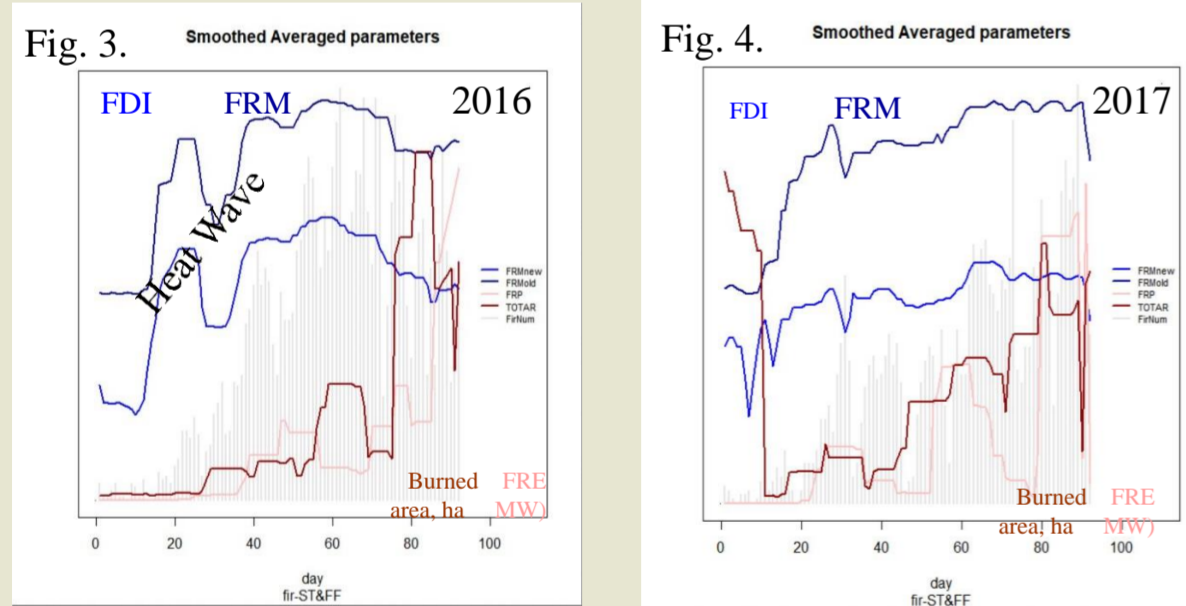 Fig. 3.
Smoothed Averaged parameters
FDI
FRM
2016
Heat Wave
FRMnew
FRMold
FRP
TOTAR
FirNum
Burned
area, ha
FRE
MW)
0 20 40 60 80 100
day
fir-ST&FF
Fig. 4.
Smoothed Averaged parameters
FDI
FRM
2017
FRMnew
FRMold
FRP
TOTAR
FirNum
Burned
area, ha
FRE
MW)
0 20 40 60 80 100
day
fir-ST&FF